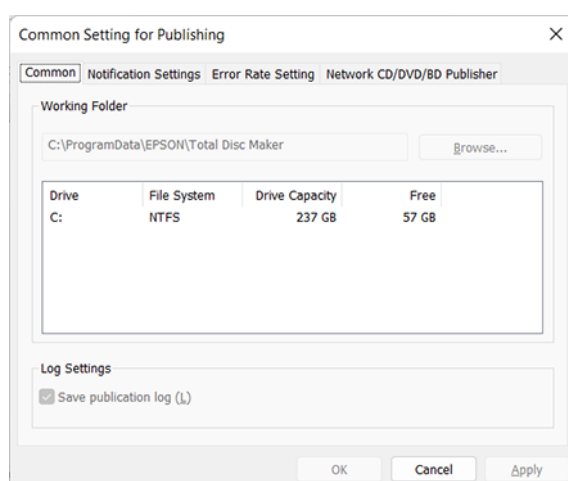 Common Setting for Publishing
Common Notification Settings Error Rate Setting Network CD/DVD/BD Publisher
Working Folder
C:\ProgramData\EPSON\Total Disc Maker Browse...
Drive File System Drive Capacity Free
C: NTFS 237 GB 57 GB
Log Settings
Save publication log (L)
OK Cancel Apply